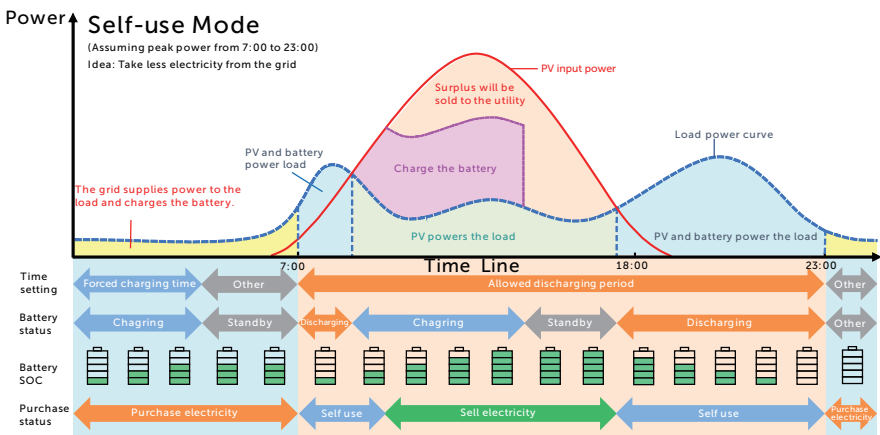 Power
Self-use Mode
(Assuming peak power from 7:00 to 23:00)
Idea: Take less electricity from the grid
PV input power
Surplus will be
sold to the utility
Load power curve
PV and battery
power load
Charge the battery
The grid supplies power to the
load and charges the battery.
PV powers the load
PV and battery power the load
7:00
Time Line
18:00
23:00
Time
setting
Forced charging time
Other
Allowed discharging period
Other
Battery
status
Chagring
Standby
Discharging
Chagring
Standby
Discharging
Other
Battery
SOC
Purchase
status
Purchase electricity
Self use
Sell electricity
Self use
Purchase
electricity